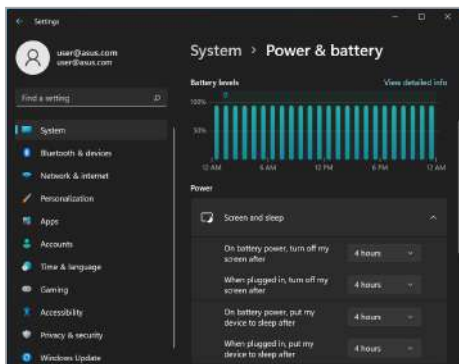 Settings
user@asus.com
user@asus.com
Find a setting
System
Bluetooth & devices
Network & internet
Personalization
Apps
Accounts
Time & language
Gaming
Accessibility
Privacy & security
Windows Update
System > Power & battery
Battery levels
View detailed info
100%
50%
12 AM
6 AM
12 PM
6 PM
12 AM
Power
Screen and sleep
On battery power, turn off my
screen after
4 hours
When plugged in, turn off my
screen after
4 hours
On battery power, put my
device to sleep after
4 hours
When plugged in, put my
device to sleep after
4 hours